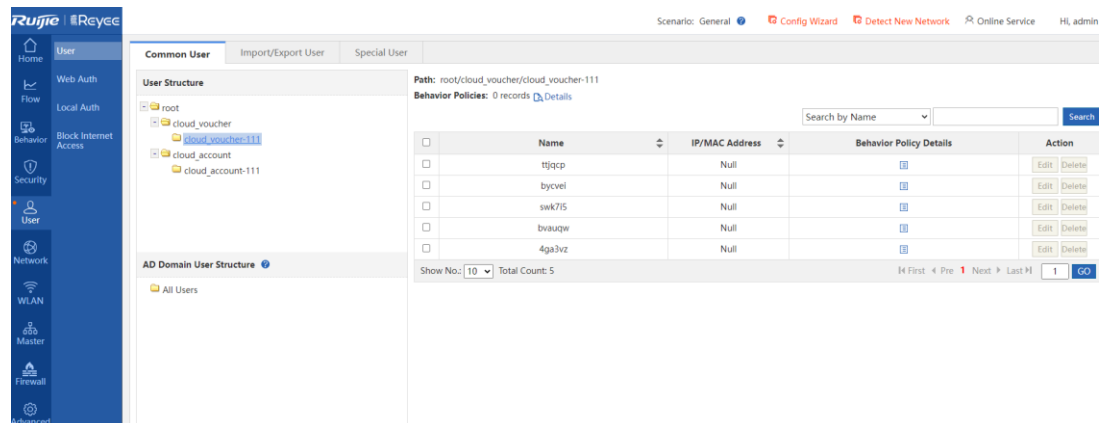 Ruijie | Reyee
Scenario: General
Config Wizard
Detect New Network
Online Service
Hi, admin
Home
Flow
Behavior
Security
User
Network
WLAN
Master
Firewall
Advanced
User
Web Auth
Local Auth
Block Internet
Access
Common User
Import/Export User
Special User
User Structure
root
cloud_voucher
cloud_voucher-111
cloud_account
cloud_account-111
AD Domain User Structure
All Users
Path: root/cloud_voucher/cloud_voucher-111
Behavior Policies: 0 records Details
Search by Name Search
Name IP/MAC Address Behavior Policy Details Action
ttjqcp Null Edit Delete
bycvei Null Edit Delete
swk7i5 Null Edit Delete
bvauqw Null Edit Delete
4ga3vz Null Edit Delete
Show No.: 10 Total Count: 5 First Pre 1 Next Last 1 GO